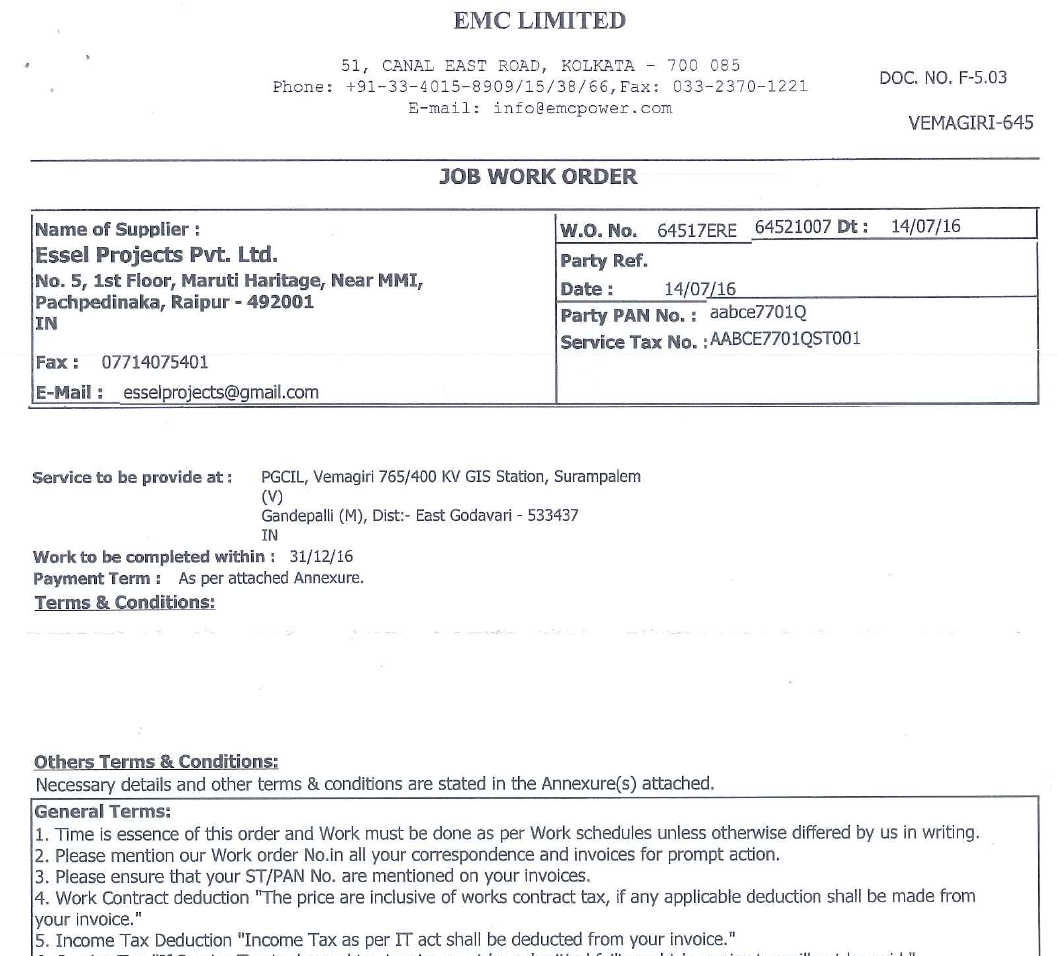 EMC LIMITED
51, CANAL EAST ROAD, KOLKATA - 700 085
Phone: +91-33-4015-8909/15/38/66,Fax: 033-2370-1221
E-mail: info@emcpower.com
DOC. NO. F-5.03
VEMAGIRI-645
JOB WORK ORDER
Name of Supplier :
Essel Projects Pvt. Ltd.
No. 5, 1st Floor, Maruti Haritage, Near MMI,
Pachpedinaka, Raipur - 492001
IN
Fax : 07714075401
E-Mail : esselprojects@gmail.com
W.O. No. 64517ERE 64521007 Dt : 14/07/16
Party Ref.
Date : 14/07/16
Party PAN No. : aabce7701Q
Service Tax No. : AABCE7701QST001
Service to be provide at : PGCIL, Vemagiri 765/400 KV GIS Station, Surampalem
(V)
Gandepalli (M), Dist:- East Godavari - 533437
IN
Work to be completed within : 31/12/16
Payment Term : As per attached Annexure.
Terms & Conditions:
Others Terms & Conditions:
Necessary details and other terms & conditions are stated in the Annexure(s) attached.
General Terms:
1. Time is essence of this order and Work must be done as per Work schedules unless otherwise differed by us in writing.
2. Please mention our Work order No.in all your correspondence and invoices for prompt action.
3. Please ensure that your ST/PAN No. are mentioned on your invoices.
4. Work Contract deduction "The price are inclusive of works contract tax, if any applicable deduction shall be made from
your invoice."
5. Income Tax Deduction "Income Tax as per IT act shall be deducted from your invoice."